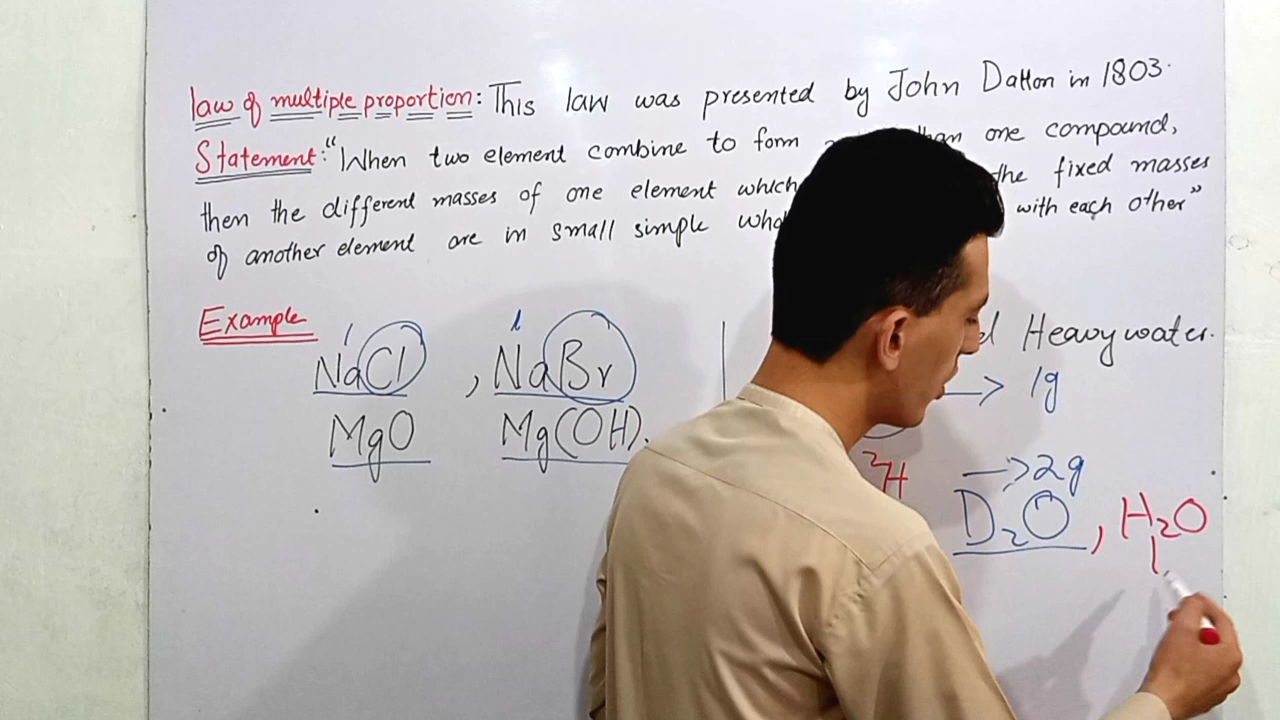 law of multiple proportion: This law was presented by John Dalton in 1803.
Statement: "When two element combine to form than one compound,
then the different masses of one element which the fixed masses
of another element are in small simple with each other"
Example
NaCl , NaBr
Heavy water.
→ 1g
MgO Mg(OH)
²H → 2g
D₂O , H₂O